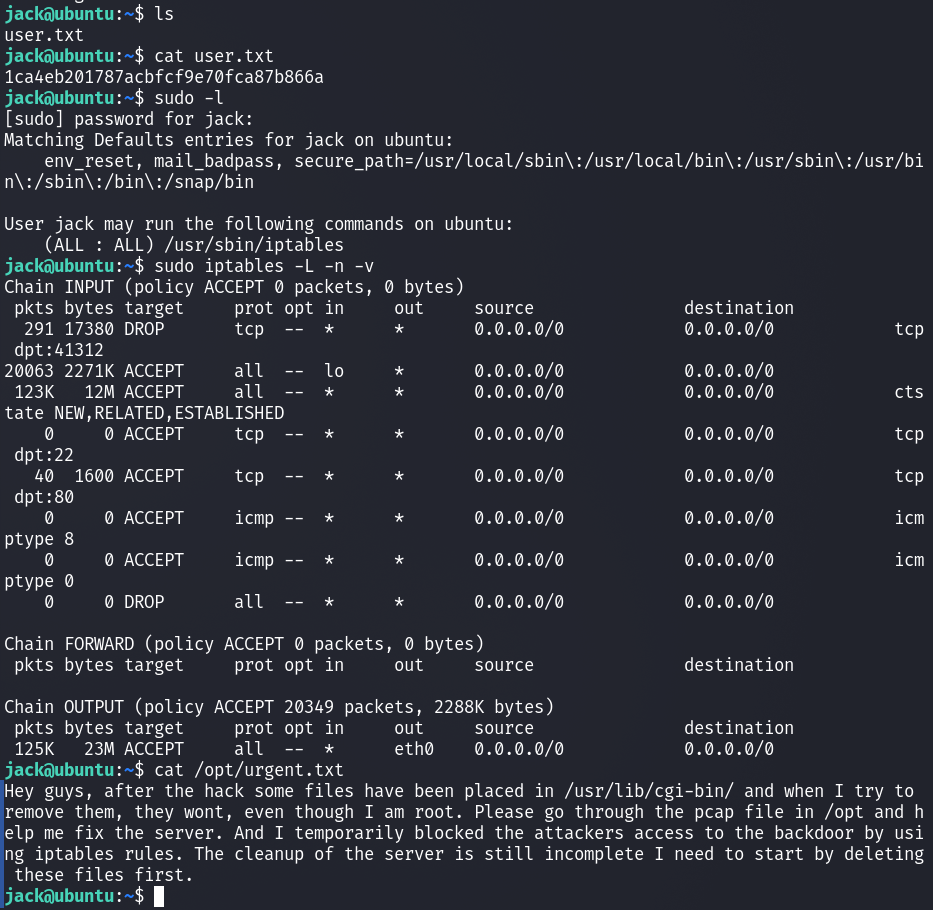 jack@ubuntu:~$ ls
user.txt
jack@ubuntu:~$ cat user.txt
1ca4eb201787acbfcf9e70fca87b866a
jack@ubuntu:~$ sudo -l
[sudo] password for jack:
Matching Defaults entries for jack on ubuntu:
    env_reset, mail_badpass, secure_path=/usr/local/sbin\:/usr/local/bin\:/usr/sbin\:/usr/bi
n\:/sbin\:/bin\:/snap/bin

User jack may run the following commands on ubuntu:
    (ALL : ALL) /usr/sbin/iptables
jack@ubuntu:~$ sudo iptables -L -n -v
Chain INPUT (policy ACCEPT 0 packets, 0 bytes)
 pkts bytes target     prot opt in     out     source               destination
  291 17380 DROP       tcp  --  *      *       0.0.0.0/0            0.0.0.0/0            tcp
 dpt:41312
20063 2271K ACCEPT     all  --  lo     *       0.0.0.0/0            0.0.0.0/0
 123K   12M ACCEPT     all  --  *      *       0.0.0.0/0            0.0.0.0/0            cts
tate NEW,RELATED,ESTABLISHED
    0     0 ACCEPT     tcp  --  *      *       0.0.0.0/0            0.0.0.0/0            tcp
 dpt:22
   40  1600 ACCEPT     tcp  --  *      *       0.0.0.0/0            0.0.0.0/0            tcp
 dpt:80
    0     0 ACCEPT     icmp --  *      *       0.0.0.0/0            0.0.0.0/0            icm
ptype 8
    0     0 ACCEPT     icmp --  *      *       0.0.0.0/0            0.0.0.0/0            icm
ptype 0
    0     0 DROP       all  --  *      *       0.0.0.0/0            0.0.0.0/0

Chain FORWARD (policy ACCEPT 0 packets, 0 bytes)
 pkts bytes target     prot opt in     out     source               destination

Chain OUTPUT (policy ACCEPT 20349 packets, 2288K bytes)
 pkts bytes target     prot opt in     out     source               destination
 125K   23M ACCEPT     all  --  *      eth0    0.0.0.0/0            0.0.0.0/0
jack@ubuntu:~$ cat /opt/urgent.txt
Hey guys, after the hack some files have been placed in /usr/lib/cgi-bin/ and when I try to
remove them, they wont, even though I am root. Please go through the pcap file in /opt and h
elp me fix the server. And I temporarily blocked the attackers access to the backdoor by usi
ng iptables rules. The cleanup of the server is still incomplete I need to start by deleting
 these files first.
jack@ubuntu:~$